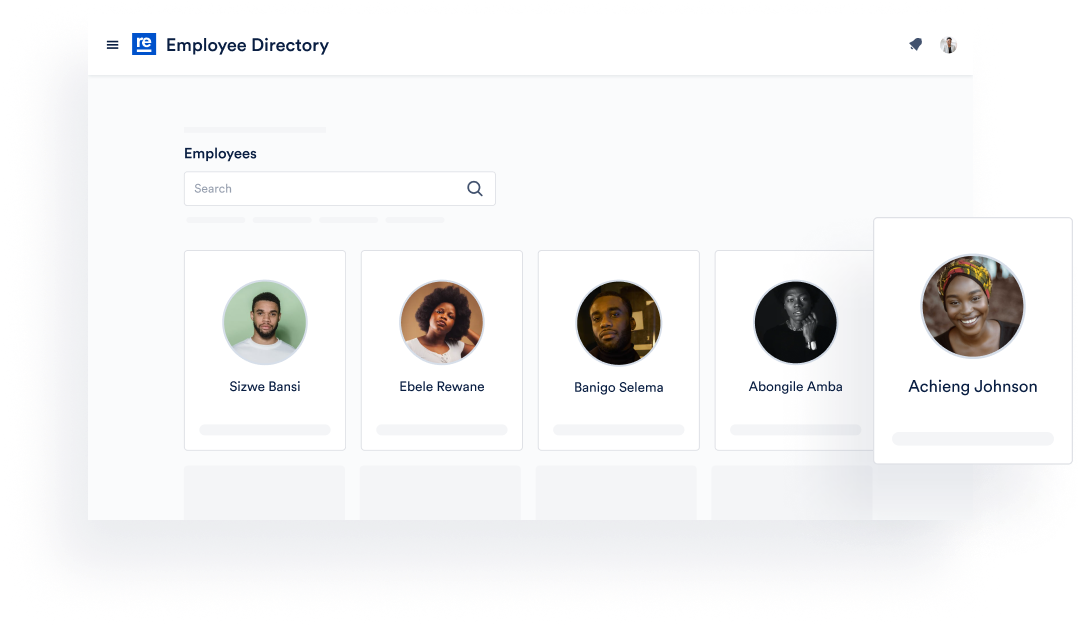 re Employee Directory
Employees
Search
Sizwe Bansi
Ebele Rewane
Banigo Selema
Abongile Amba
Achieng Johnson